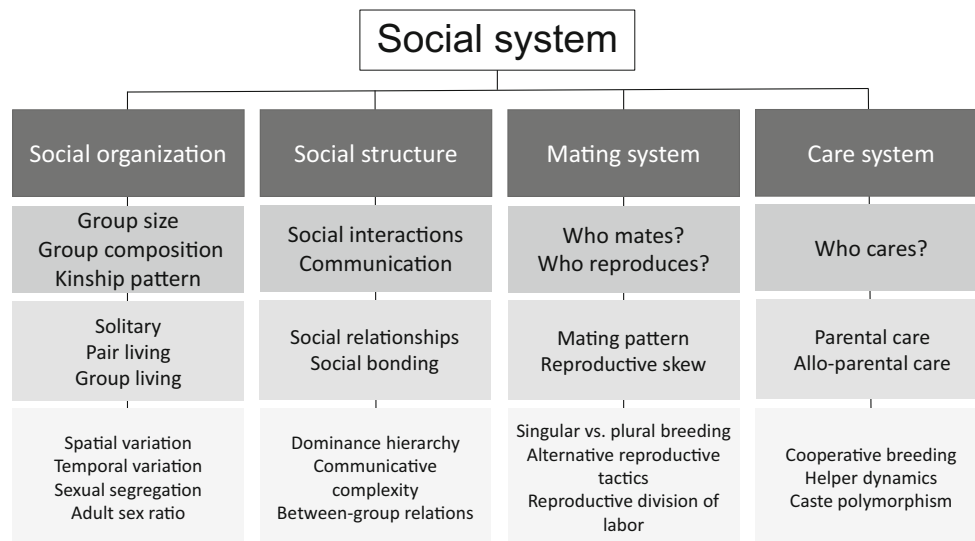 Social system
Social organization
Group size
Group composition
Kinship pattern
Solitary
Pair living
Group living
Spatial variation
Temporal variation
Sexual segregation
Adult sex ratio
Social structure
Social interactions
Communication
Social relationships
Social bonding
Dominance hierarchy
Communicative
complexity
Between-group relations
Mating system
Who mates?
Who reproduces?
Mating pattern
Reproductive skew
Singular vs. plural breeding
Alternative reproductive
tactics
Reproductive division of
labor
Care system
Who cares?
Parental care
Allo-parental care
Cooperative breeding
Helper dynamics
Caste polymorphism